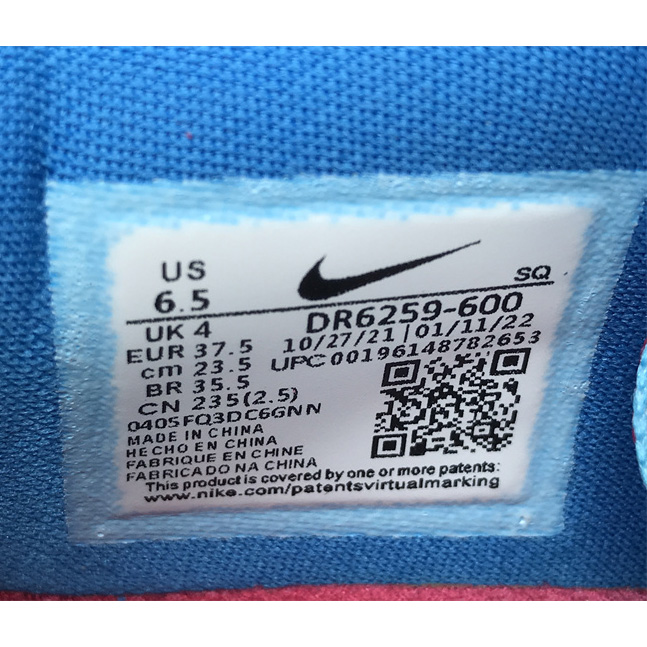 US
6.5
SQ
UK 4
EUR 37.5
cm 23.5
BR 35.5
CN 235(2.5)
DR6259-600
10/27/21|01/11/22
UPC00196148782653
0405FQ3DC6GNN
MADE IN CHINA
HECHO EN CHINA
FABRIQUE EN CHINE
FABRICADO NA CHINA
This product is covered by one or more patents:
www.nike.com/patentsvirtualmarking